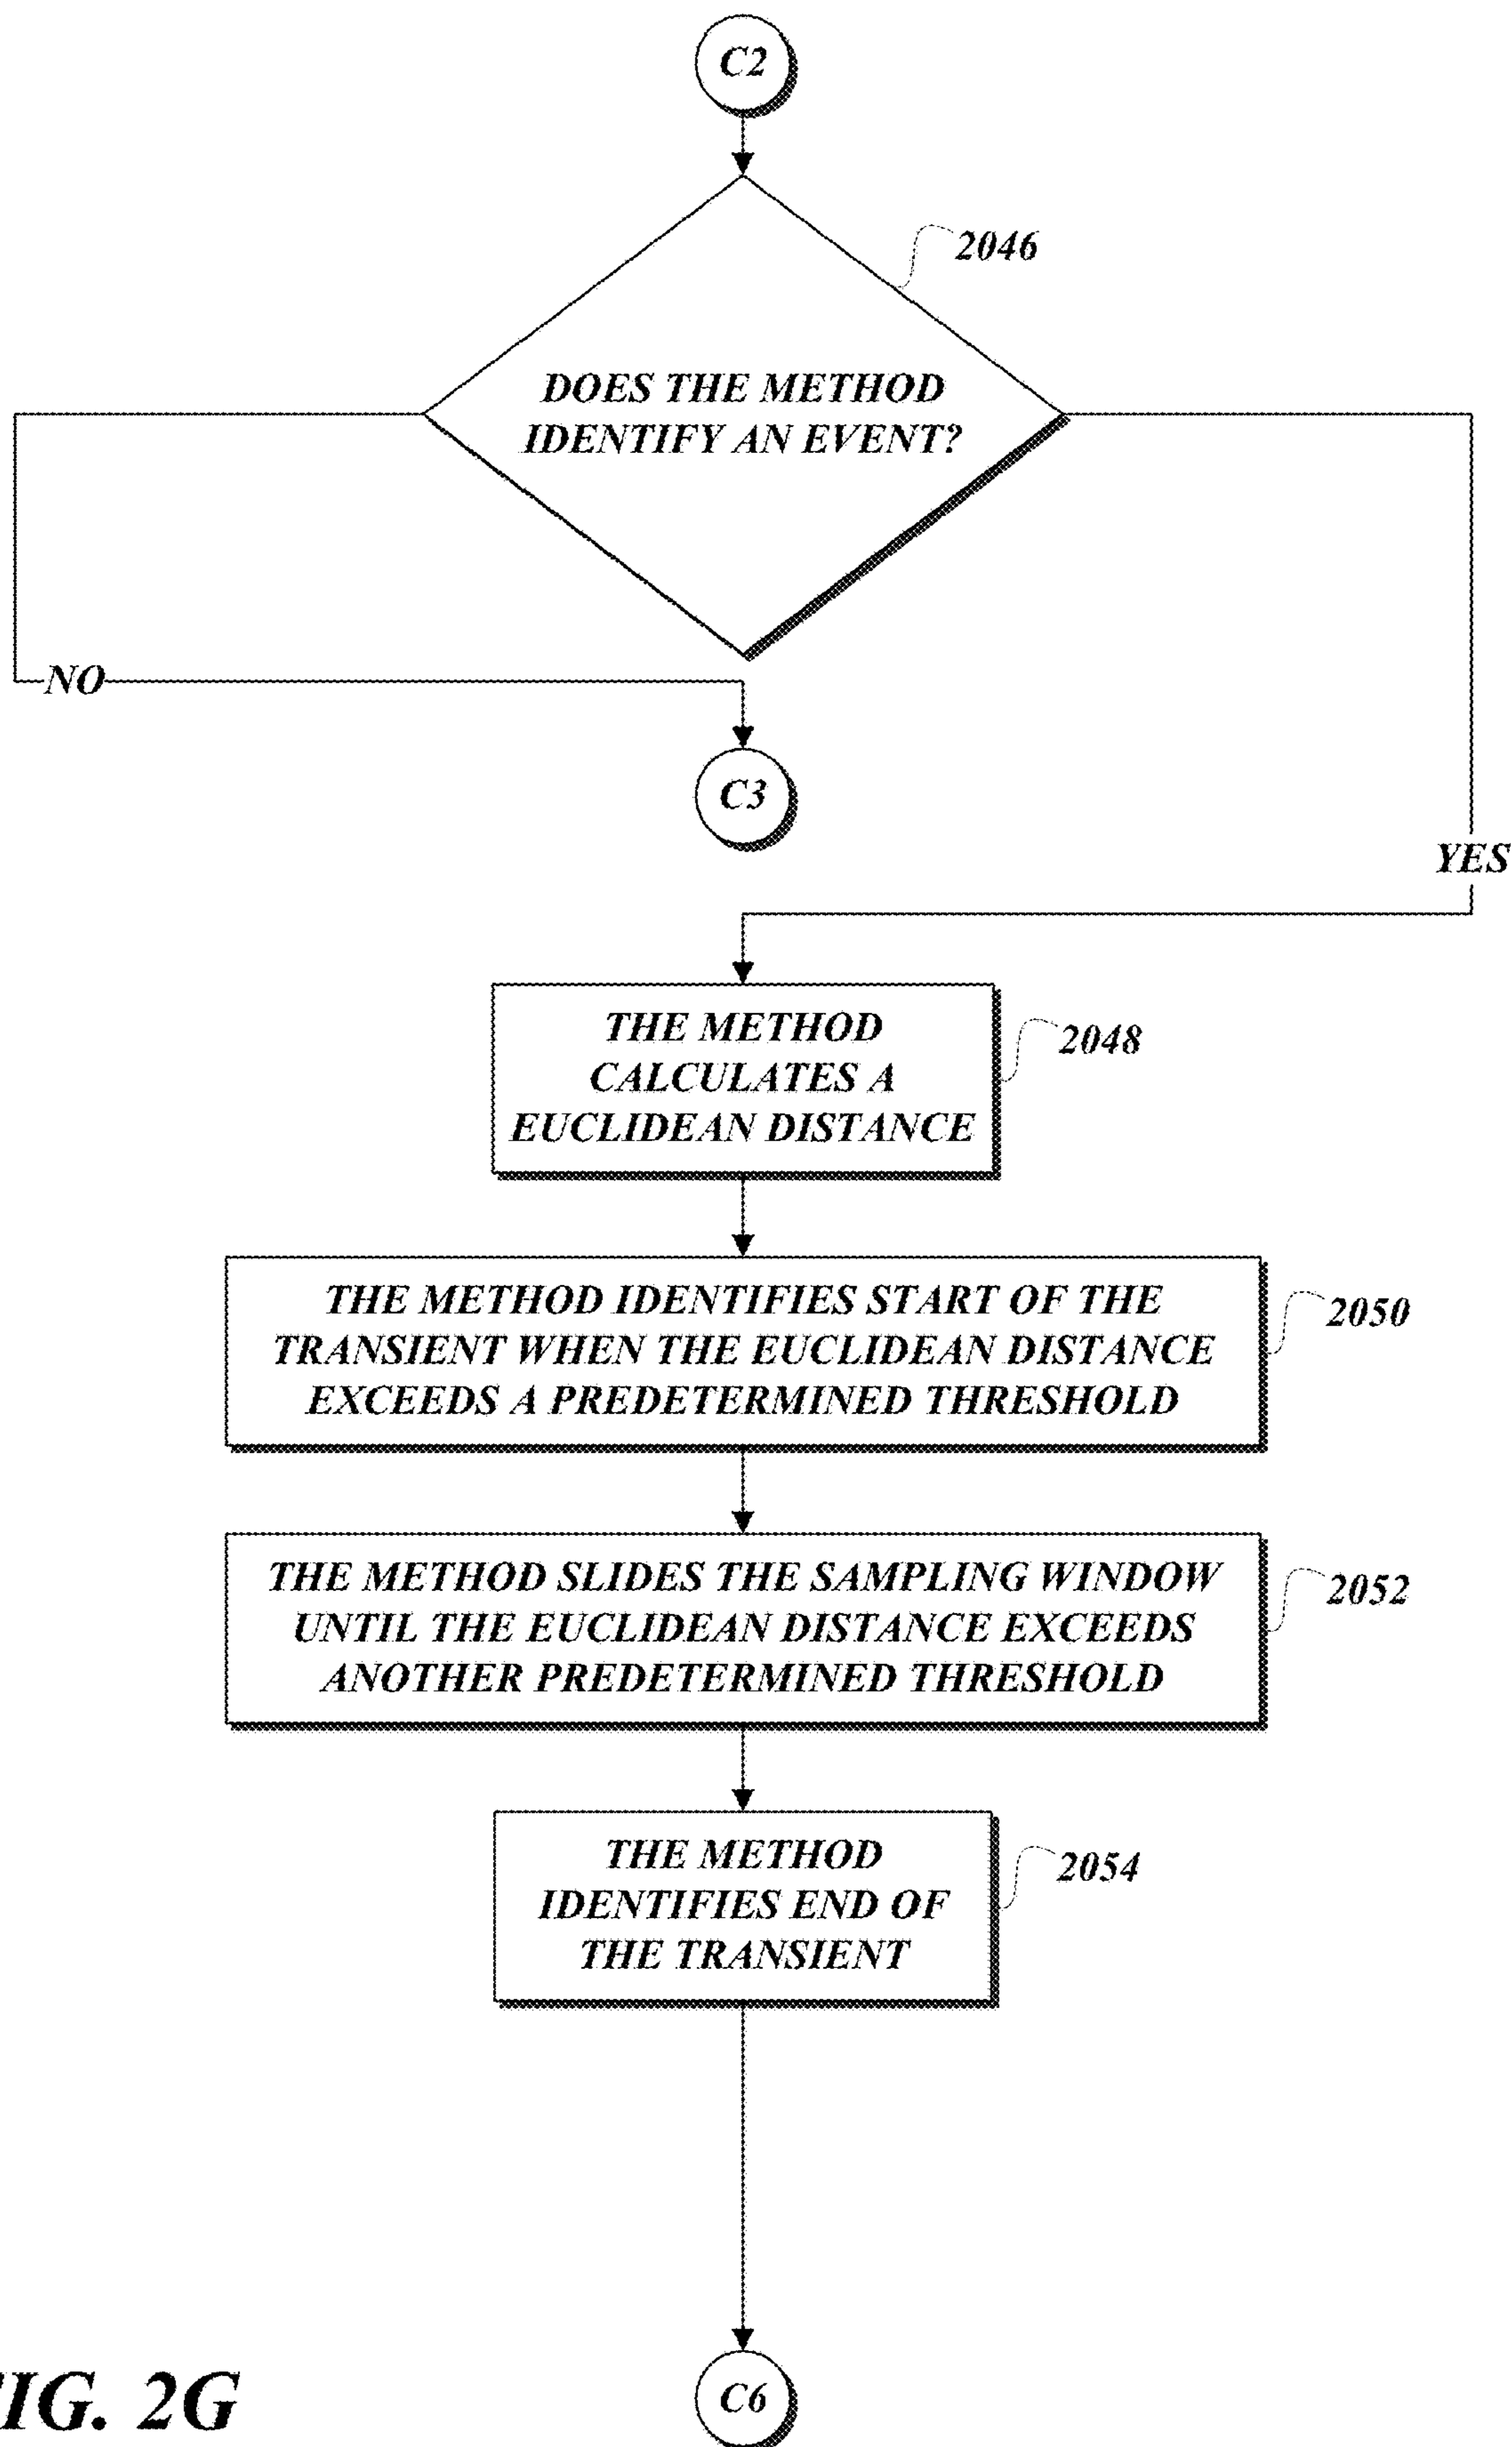 C2
2046
DOES THE METHOD
IDENTIFY AN EVENT?
NO
C3
YES
THE METHOD
CALCULATES A
EUCLIDEAN DISTANCE
2048
THE METHOD IDENTIFIES START OF THE
TRANSIENT WHEN THE EUCLIDEAN DISTANCE
EXCEEDS A PREDETERMINED THRESHOLD
2050
THE METHOD SLIDES THE SAMPLING WINDOW
UNTIL THE EUCLIDEAN DISTANCE EXCEEDS
ANOTHER PREDETERMINED THRESHOLD
2052
THE METHOD
IDENTIFIES END OF
THE TRANSIENT
2054
C6
FIG. 2G